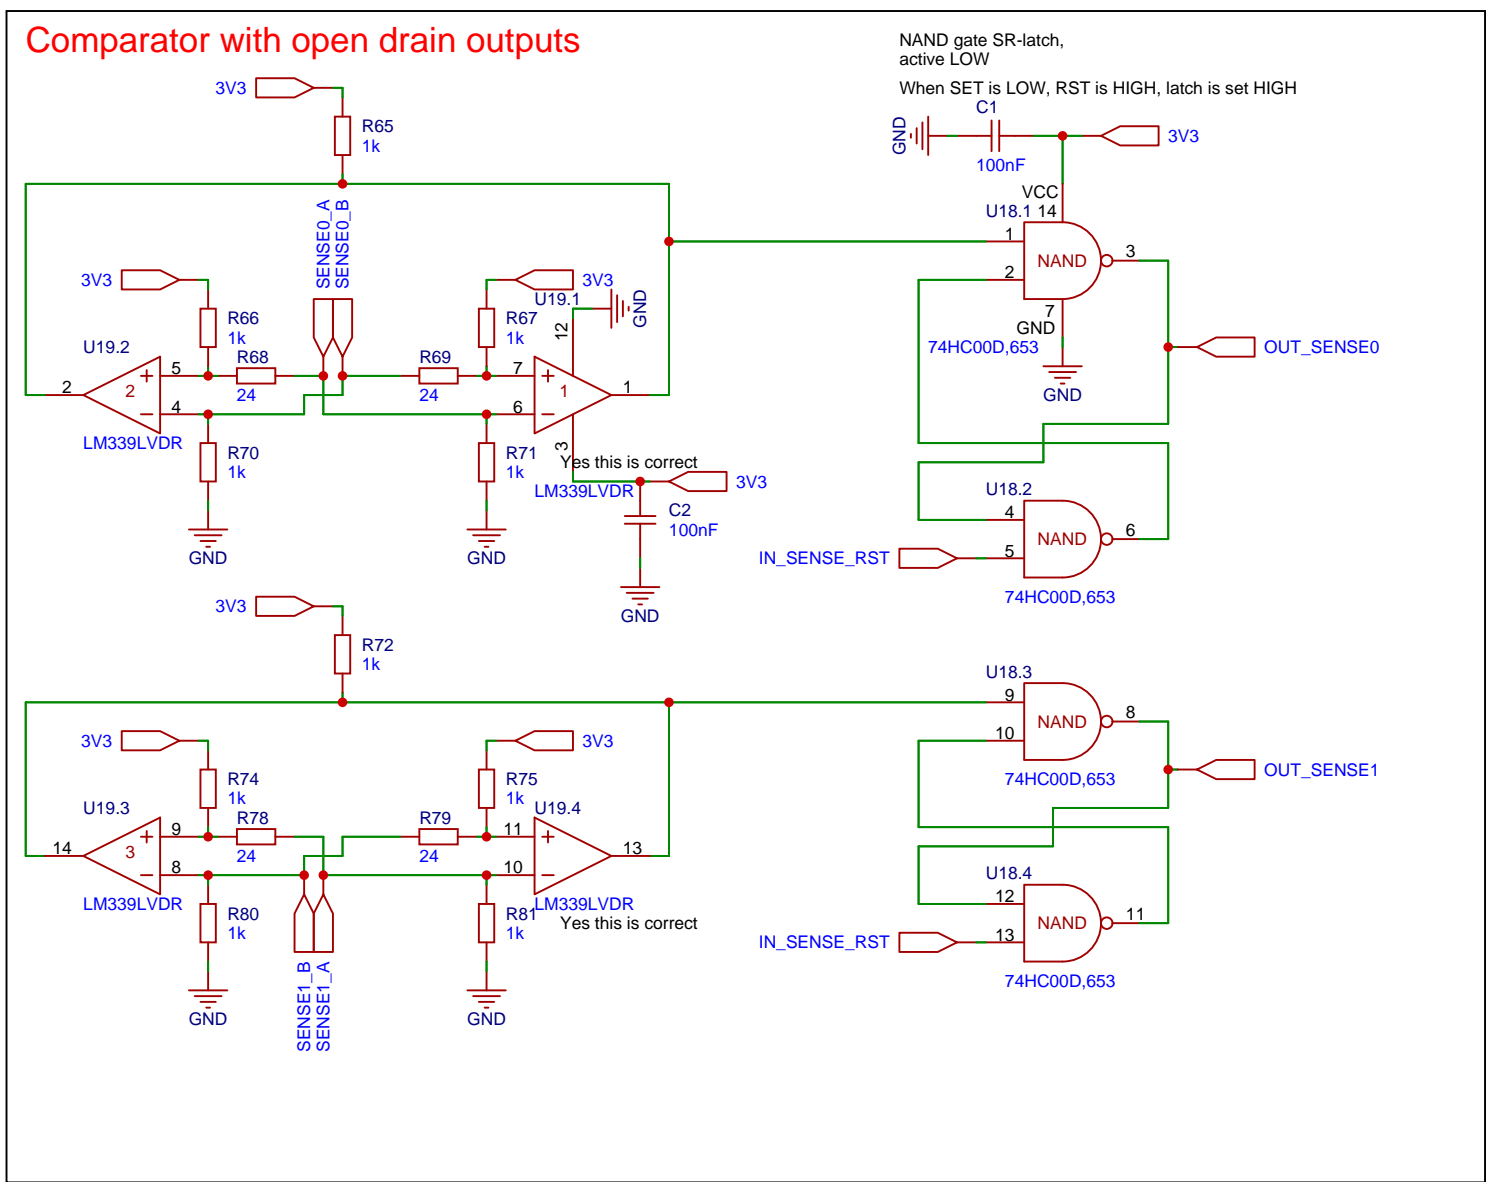 Comparator with open drain outputs
NAND gate SR-latch,
active LOW
When SET is LOW, RST is HIGH, latch is set HIGH
3V3
R65
1k
C1
GND
100nF
3V3
VCC
14
U18.1
1
2
NAND
3
7
GND
74HC00D,653
GND
OUT_SENSE0
SENSE0_A
SENSE0_B
3V3
R66
1k
R68
24
U19.2
2
5
4
+
−
2
LM339LVDR
R70
1k
GND
3V3
R67
1k
R69
24
U19.1
12
GND
7
6
+
−
1
1
3
Yes this is correct
LM339LVDR
R71
1k
GND
3V3
C2
100nF
GND
U18.2
4
5
NAND
6
IN_SENSE_RST
74HC00D,653
3V3
R72
1k
U18.3
9
10
NAND
8
74HC00D,653
OUT_SENSE1
3V3
R74
1k
R78
24
U19.3
14
9
8
+
−
3
LM339LVDR
R80
1k
GND
3V3
R75
1k
R79
24
U19.4
11
10
+
−
13
LM339LVDR
Yes this is correct
R81
1k
GND
SENSE1_B
SENSE1_A
U18.4
12
13
NAND
11
IN_SENSE_RST
74HC00D,653